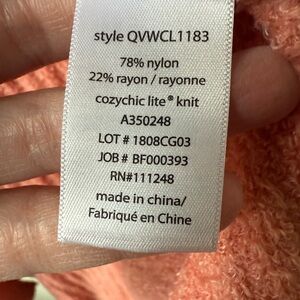 style QVWCL1183
78% nylon
22% rayon / rayonne
cozychic lite® knit
A350248
LOT # 1808CG03
JOB # BF000393
RN#111248
made in china/
Fabriqué en Chine